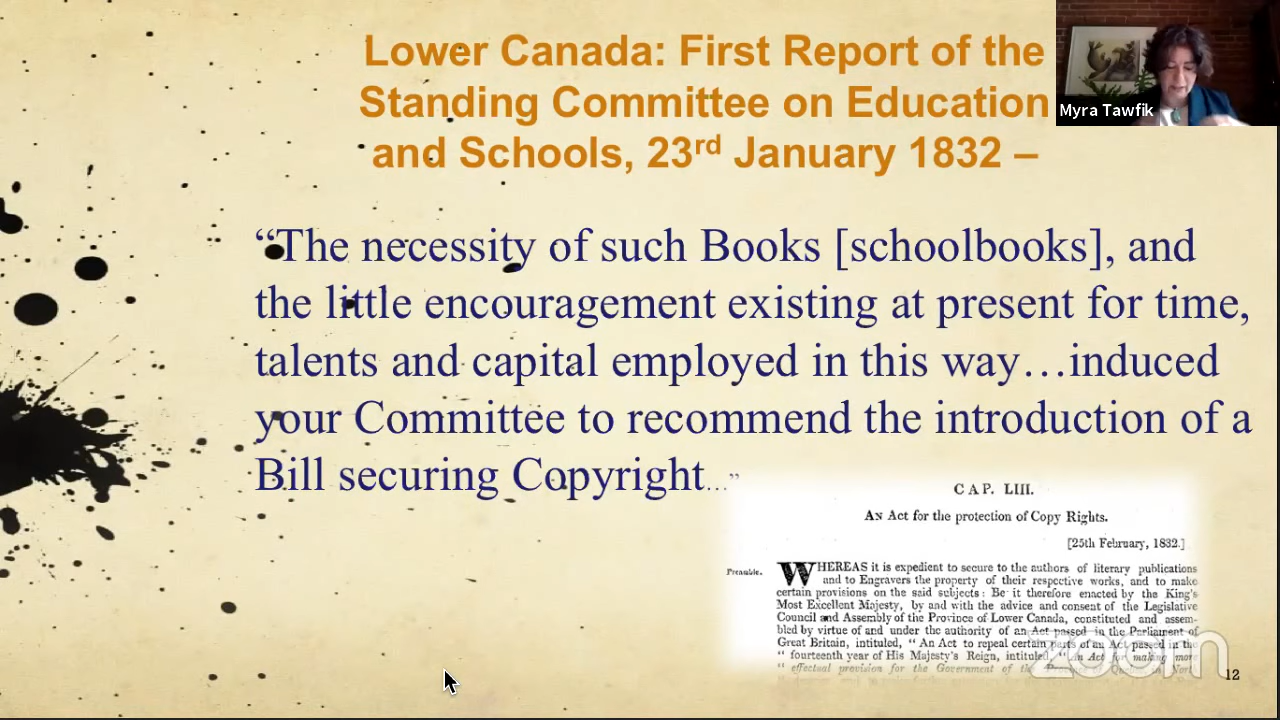 Lower Canada: First Report of the
Standing Committee on Education
and Schools, 23rd January 1832 –
Myra Tawfik
“The necessity of such Books [schoolbooks], and
the little encouragement existing at present for time,
talents and capital employed in this way…induced
your Committee to recommend the introduction of a
Bill securing Copyright…”
CAP. LIII.
An Act for the protection of Copy Rights.
[25th February, 1832.]
Preamble.
WHEREAS it is expedient to secure to the authors of literary publications
and to Engravers the property of their respective works, and to make
certain provisions on the said subjects: Be it therefore enacted by the King's
Most Excellent Majesty, by and with the advice and consent of the Legislative
Council and Assembly of the Province of Lower Canada, constituted and assem-
bled by virtue of and under the authority of an Act passed in the Parliament of
Great Britain, intituled, “ An Act to repeal certain parts of an Act passed in the
“ fourteenth year of His Majesty's Reign, intituled, “An Act for making more
“ effectual provision for the Government of the
zoom
12